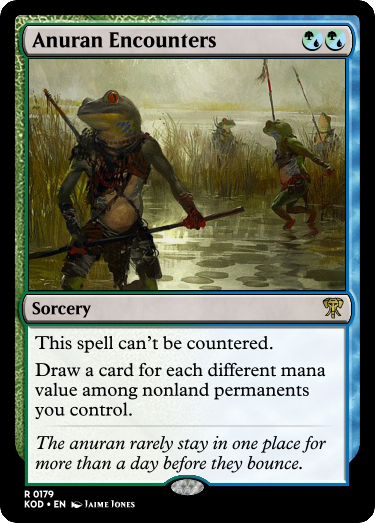 Anuran Encounters
Sorcery
This spell can't be countered.
Draw a card for each different mana
value among nonland permanents
you control.
The anuran rarely stay in one place for
more than a day before they bounce.
R 0179
KOD • EN JAIME JONES